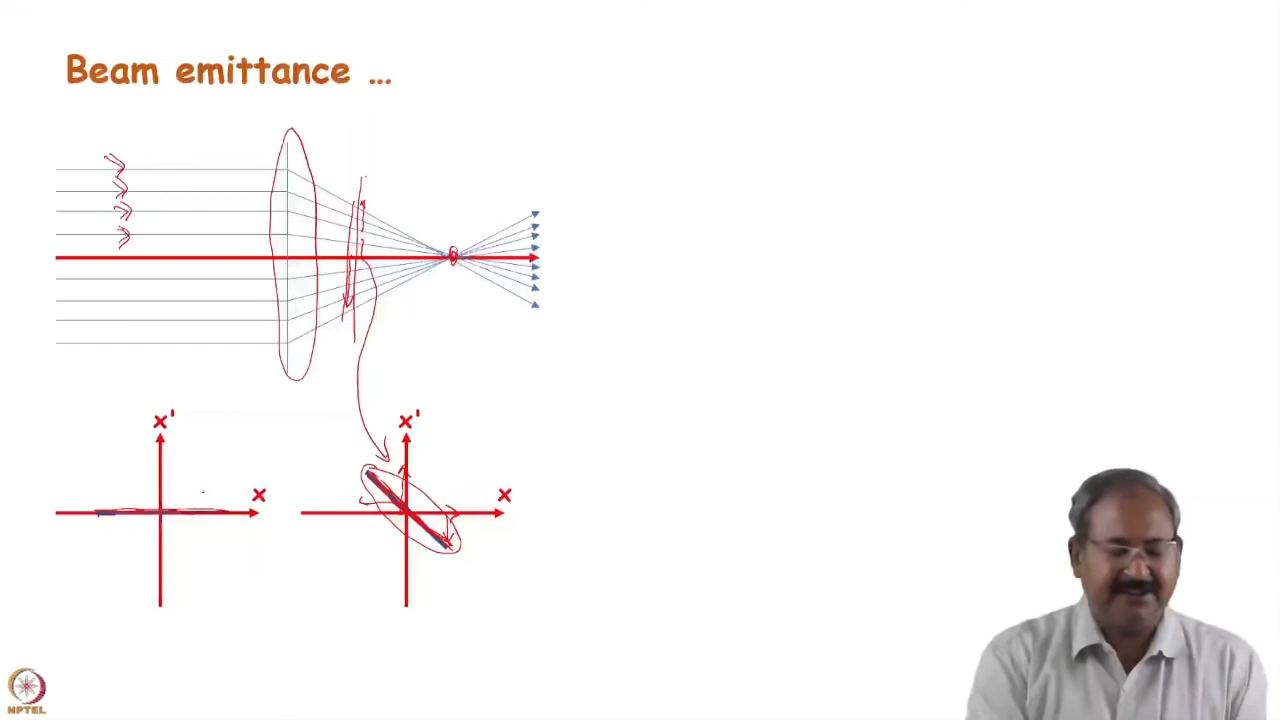 Beam emittance ...
x'
x'
x
x
NPTEL